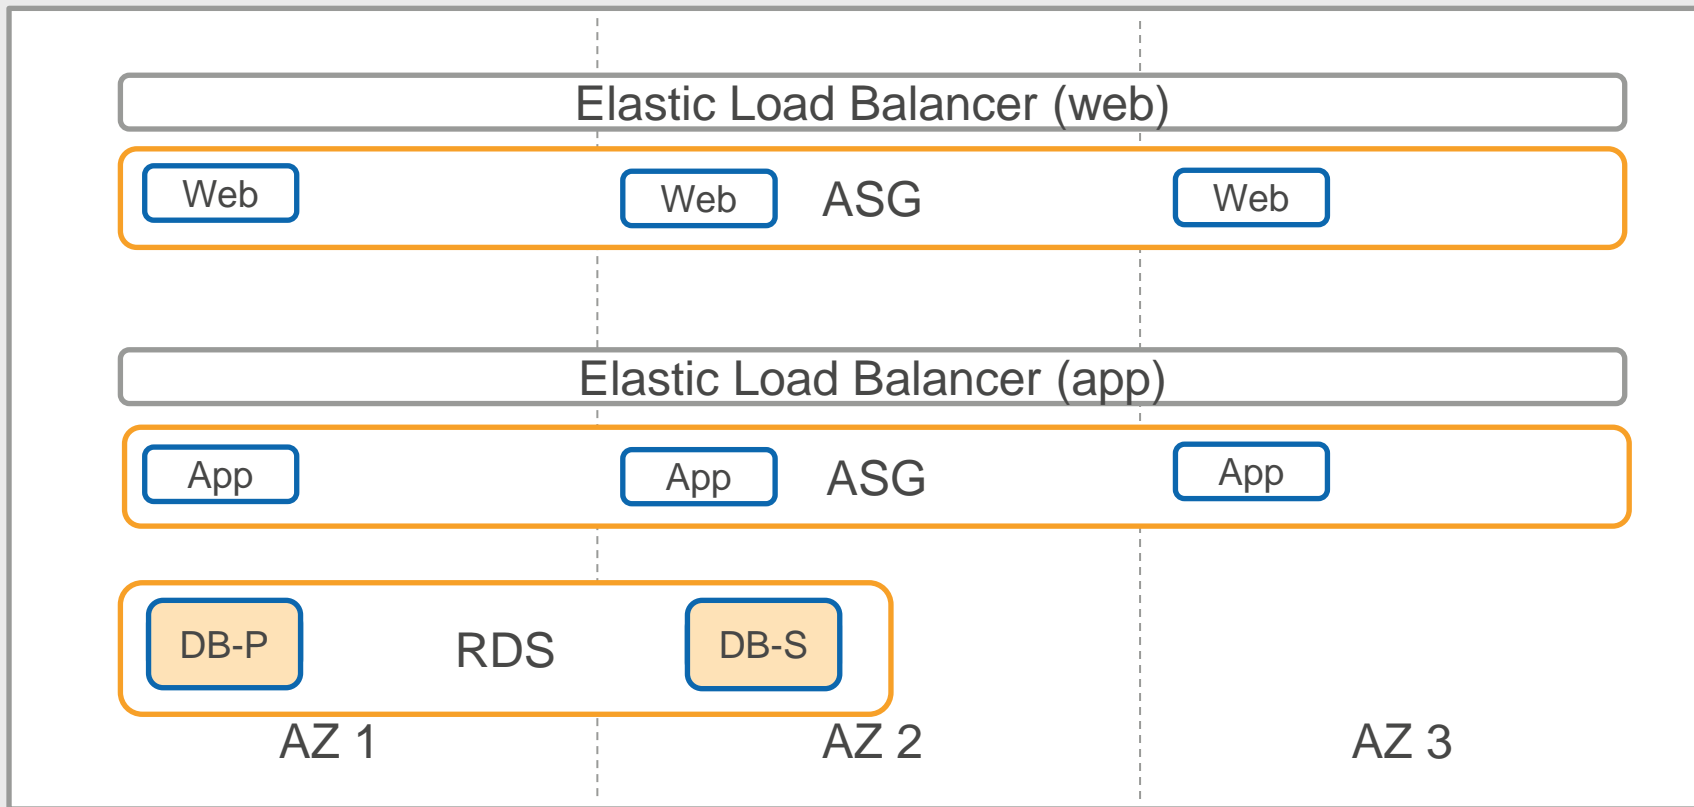 Elastic Load Balancer (web)
Web
Web
ASG
Web
Elastic Load Balancer (app)
App
App
ASG
App
DB-P
RDS
DB-S
AZ 1
AZ 2
AZ 3